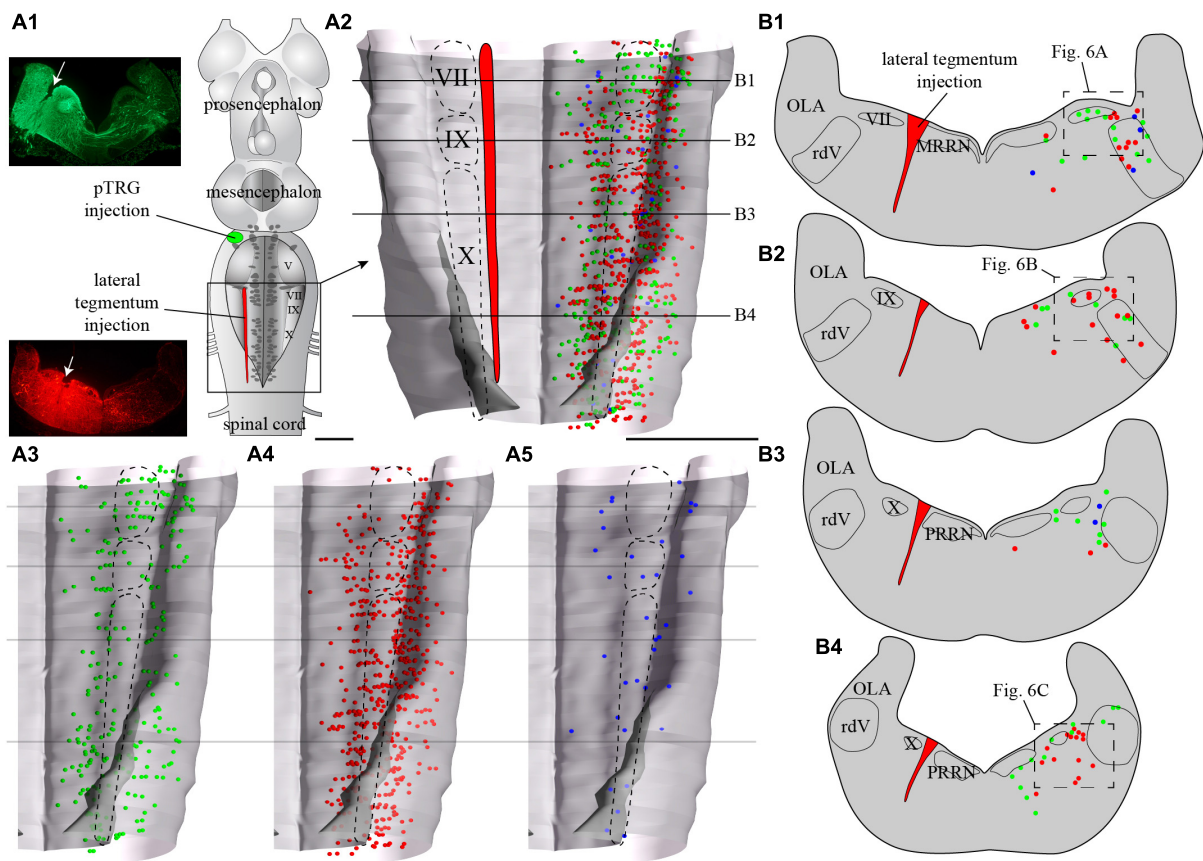 A1
prosencephalon
pTRG
injection
mesencephalon
lateral
tegmentum
injection
V
VII
IX
X
spinal cord
A2
VII
IX
X
B1
B2
B3
B4
A3
A4
A5
B1
lateral tegmentum
injection
Fig. 6A
OLA
VII
MRRN
rdV
B2
Fig. 6B
OLA
IX
rdV
B3
OLA
rdV
X
PRRN
B4
Fig. 6C
OLA
rdV
X
PRRN